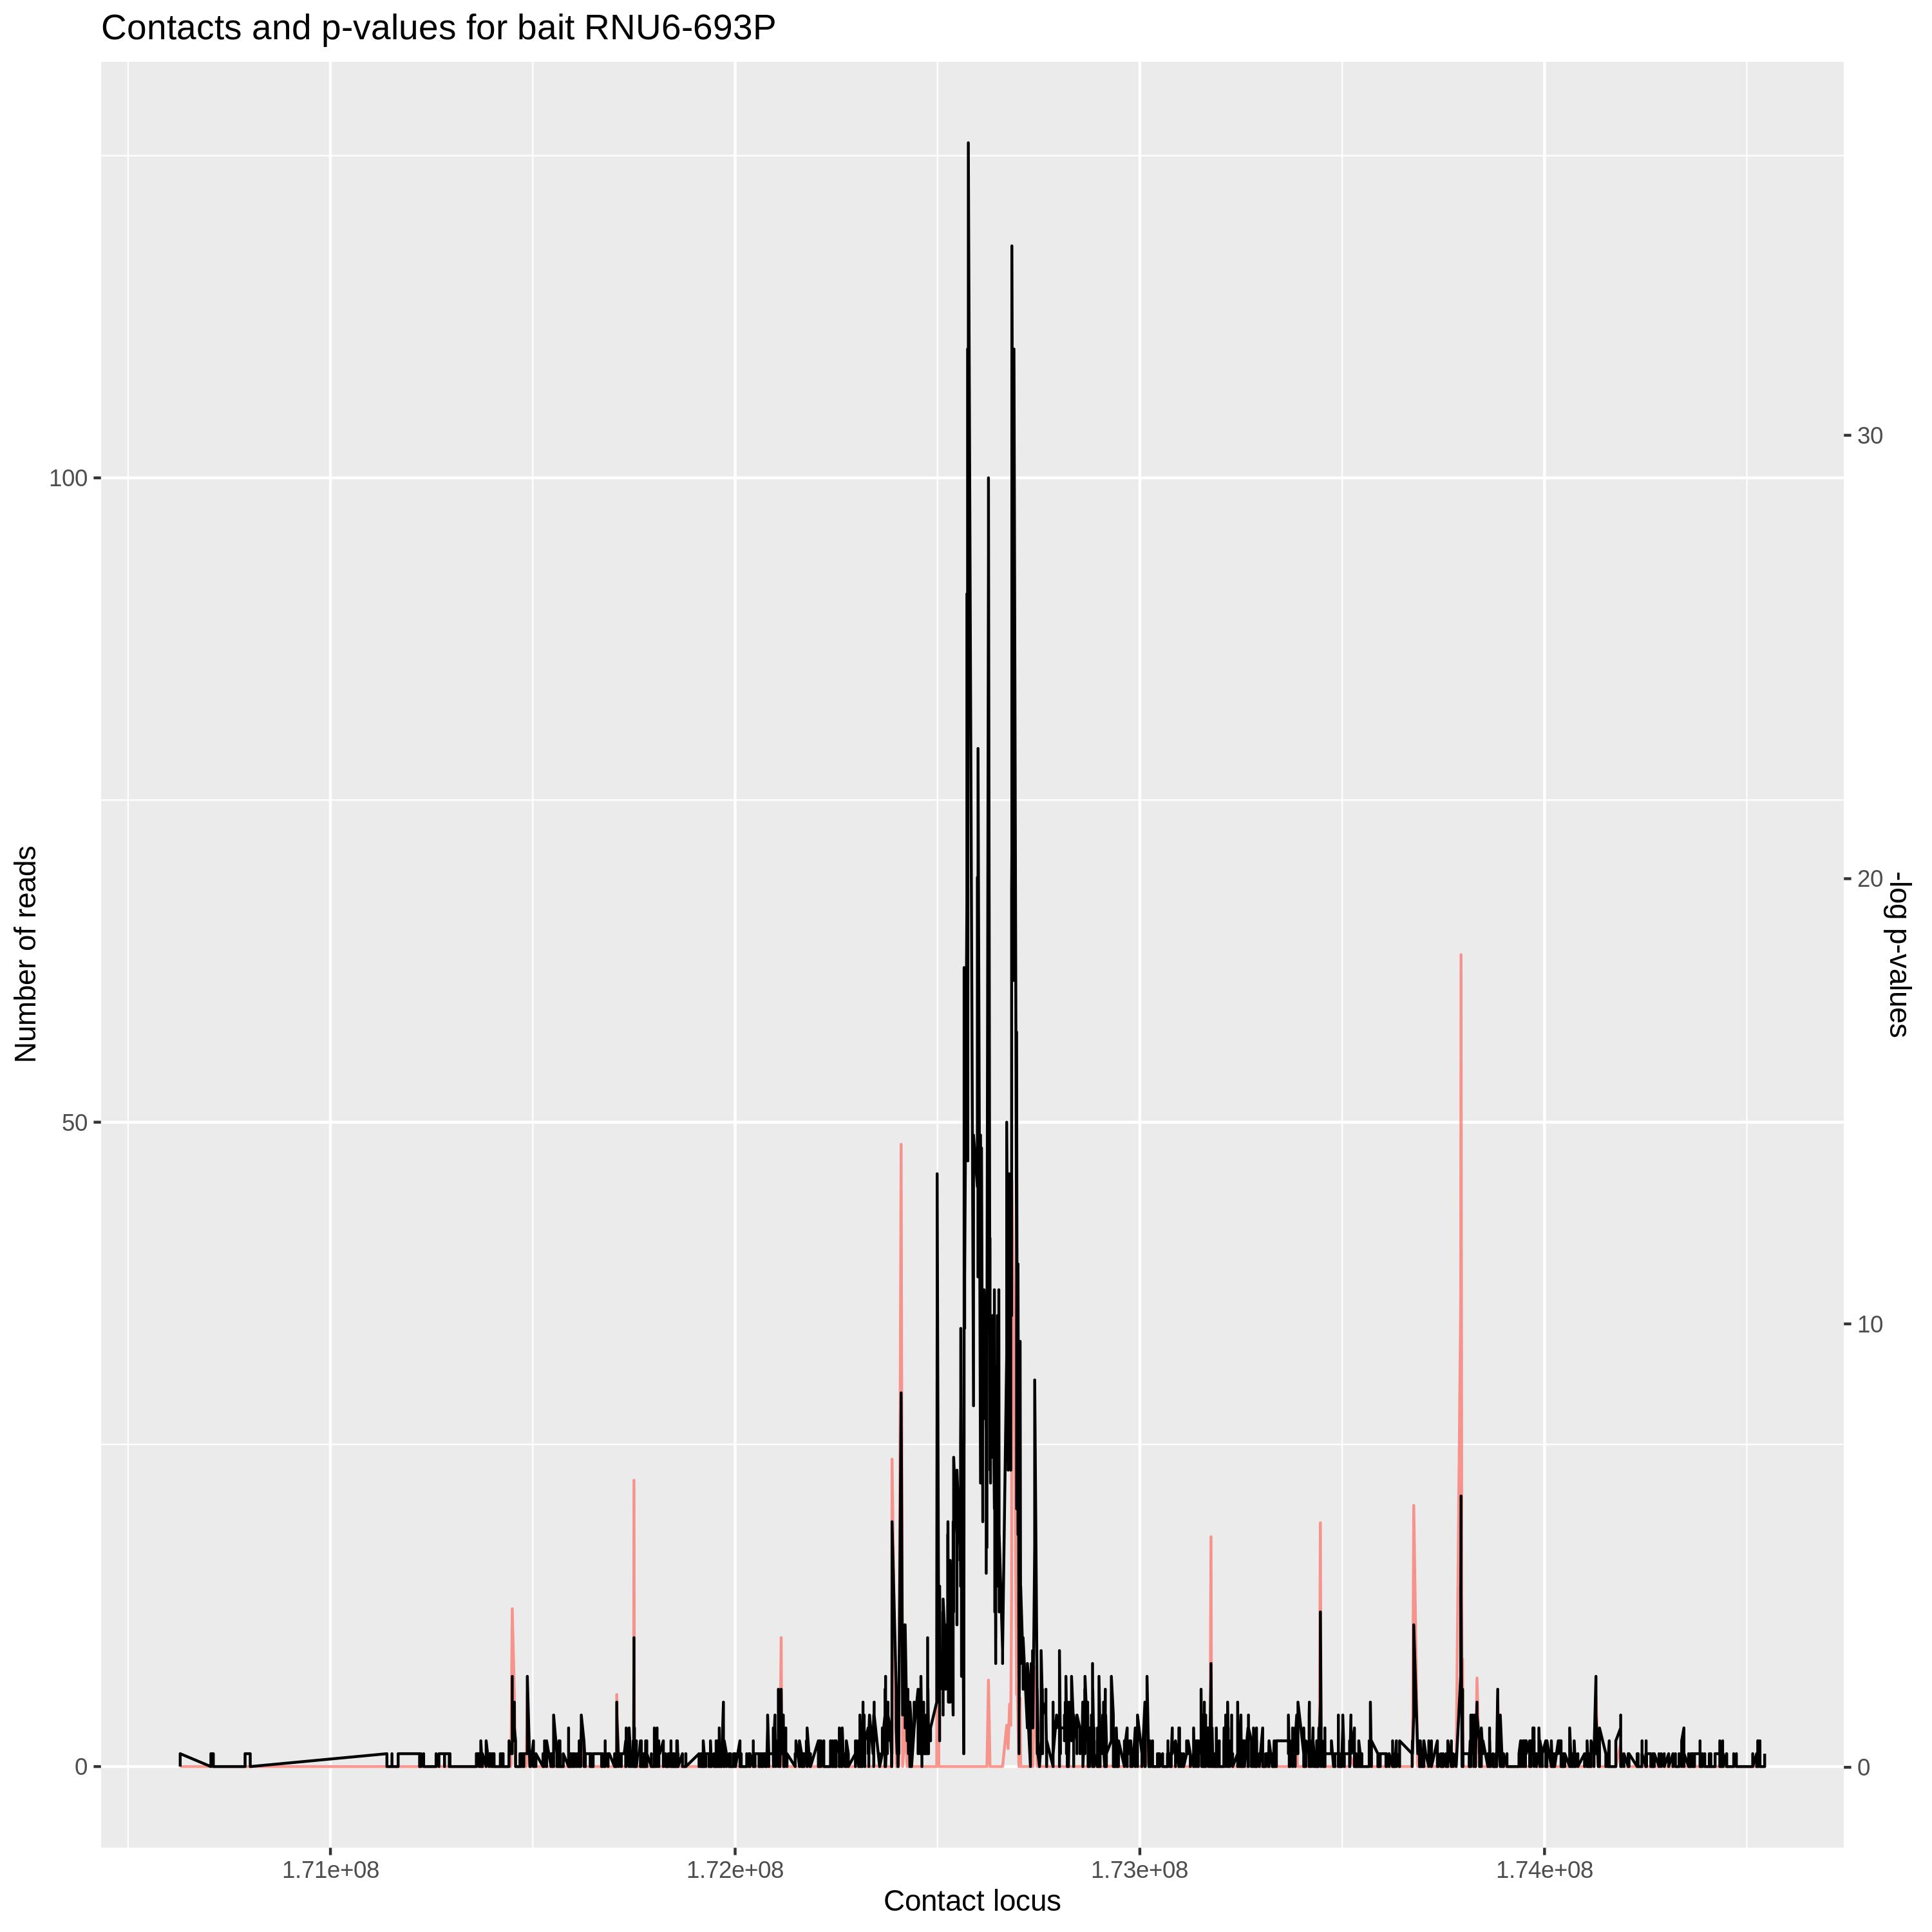 Contacts and p-values for bait RNU6-693P
100
50
0
30
20
10
0
Number of reads
-log p-values
1.71e+08 1.72e+08 1.73e+08 1.74e+08
Contact locus